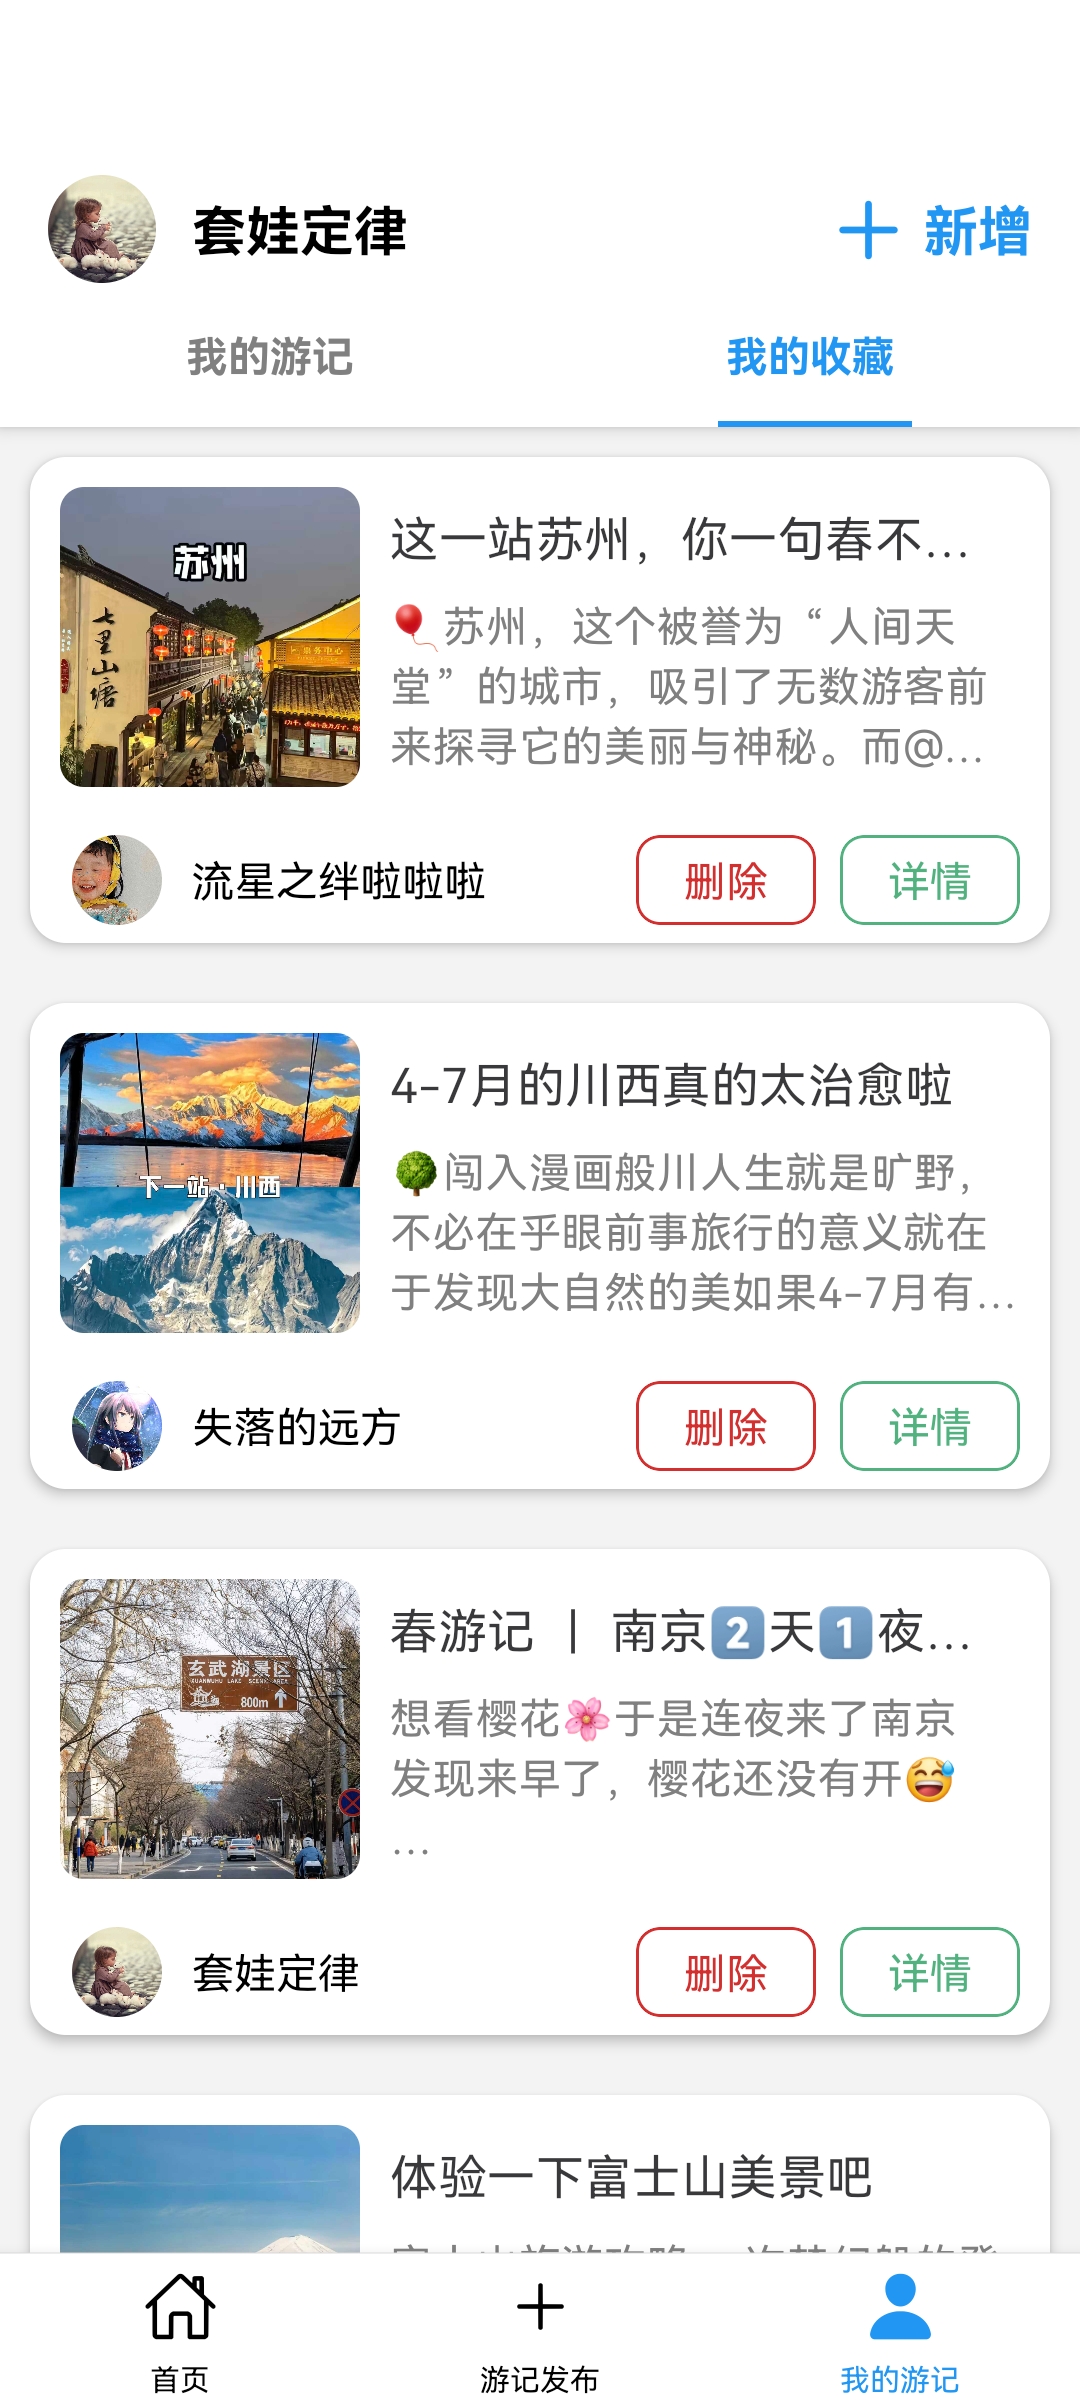 套娃定律
新增
我的游记
我的收藏
苏州
七里山塘
这一站苏州，你一句春不...
🎈苏州，这个被誉为“人间天
堂”的城市，吸引了无数游客前
来探寻它的美丽与神秘。而@...
流星之绊啦啦啦
删除
详情
下一站·川西
4-7月的川西真的太治愈啦
🌳闯入漫画般川人生就是旷野，
不必在乎眼前事旅行的意义就在
于发现大自然的美如果4-7月有...
失落的远方
删除
详情
玄武湖景区
XUANWUHU LAKE SCENIC AREA
800m
春游记 | 南京2️⃣天1️⃣夜...
想看樱花🌸于是连夜来了南京
发现来早了，樱花还没有开😅
...
套娃定律
删除
详情
体验一下富士山美景吧
首页
游记发布
我的游记